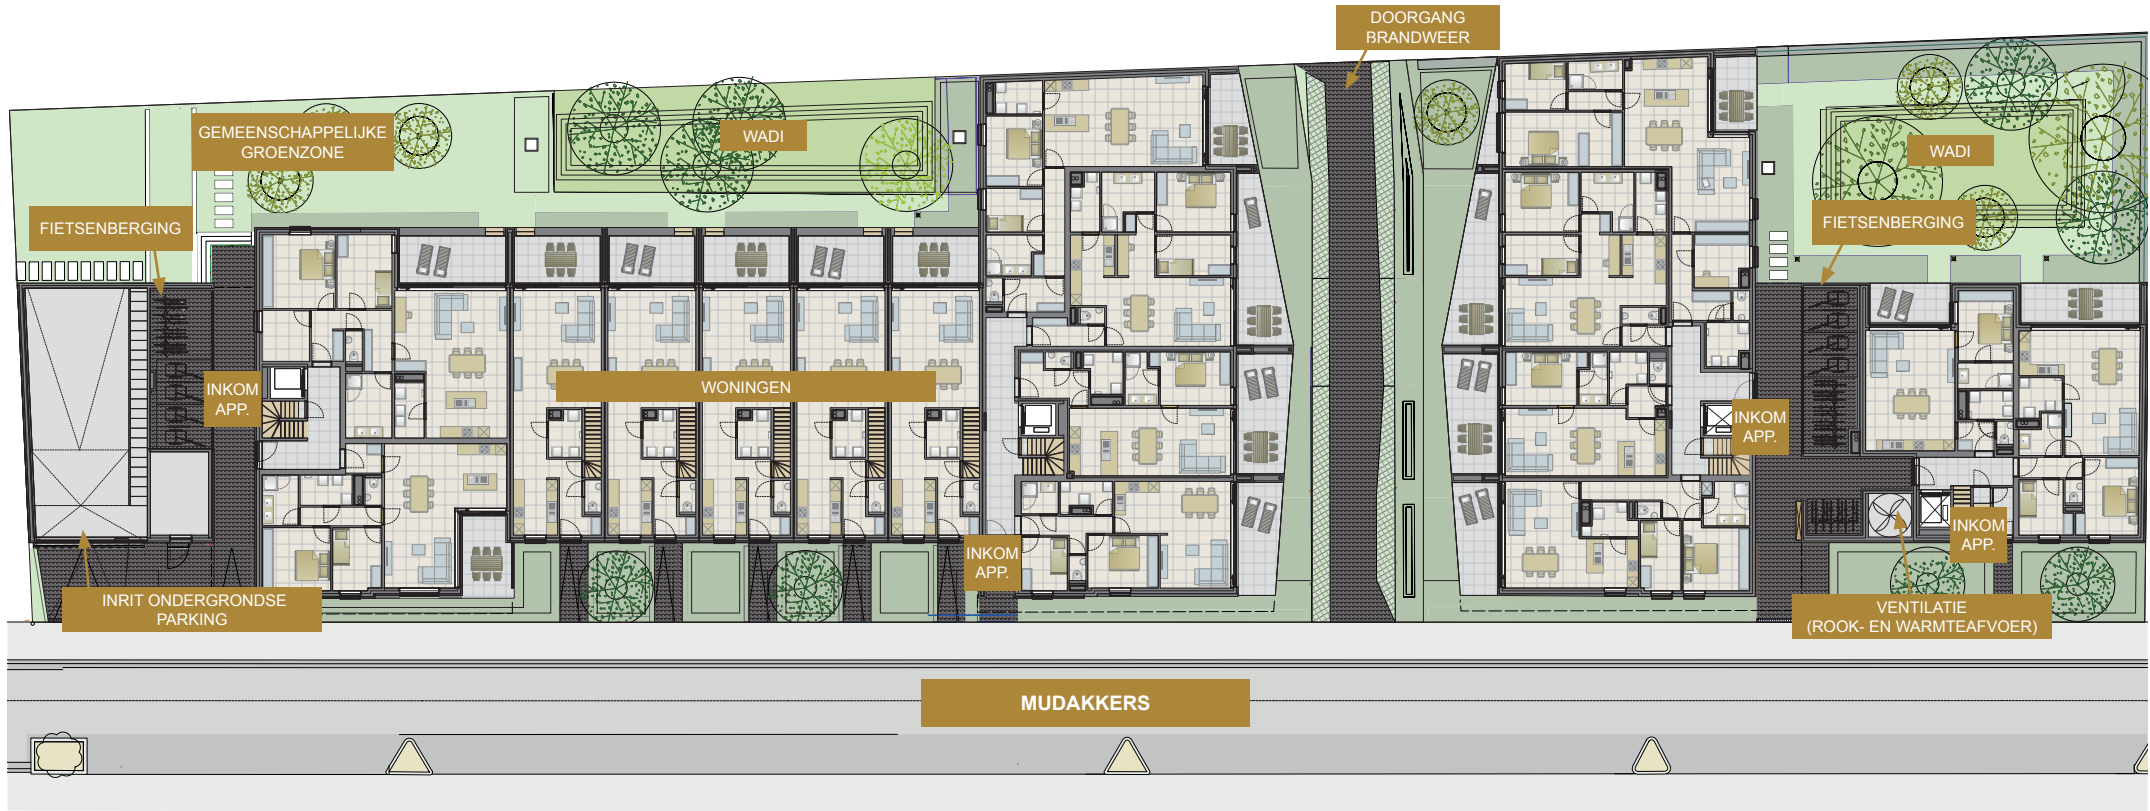 DOORGANG
BRANDWEER
GEMEENSCHAPPELIJKE
GROENZONE
WADI
WADI
FIETSENBERGING
FIETSENBERGING
INKOM
APP.
WONINGEN
INKOM
APP.
INKOM
APP.
INKOM
APP.
INRIT ONDERGRONDSE
PARKING
VENTILATIE
(ROOK- EN WARMTEAFVOER)
MUDAKKERS